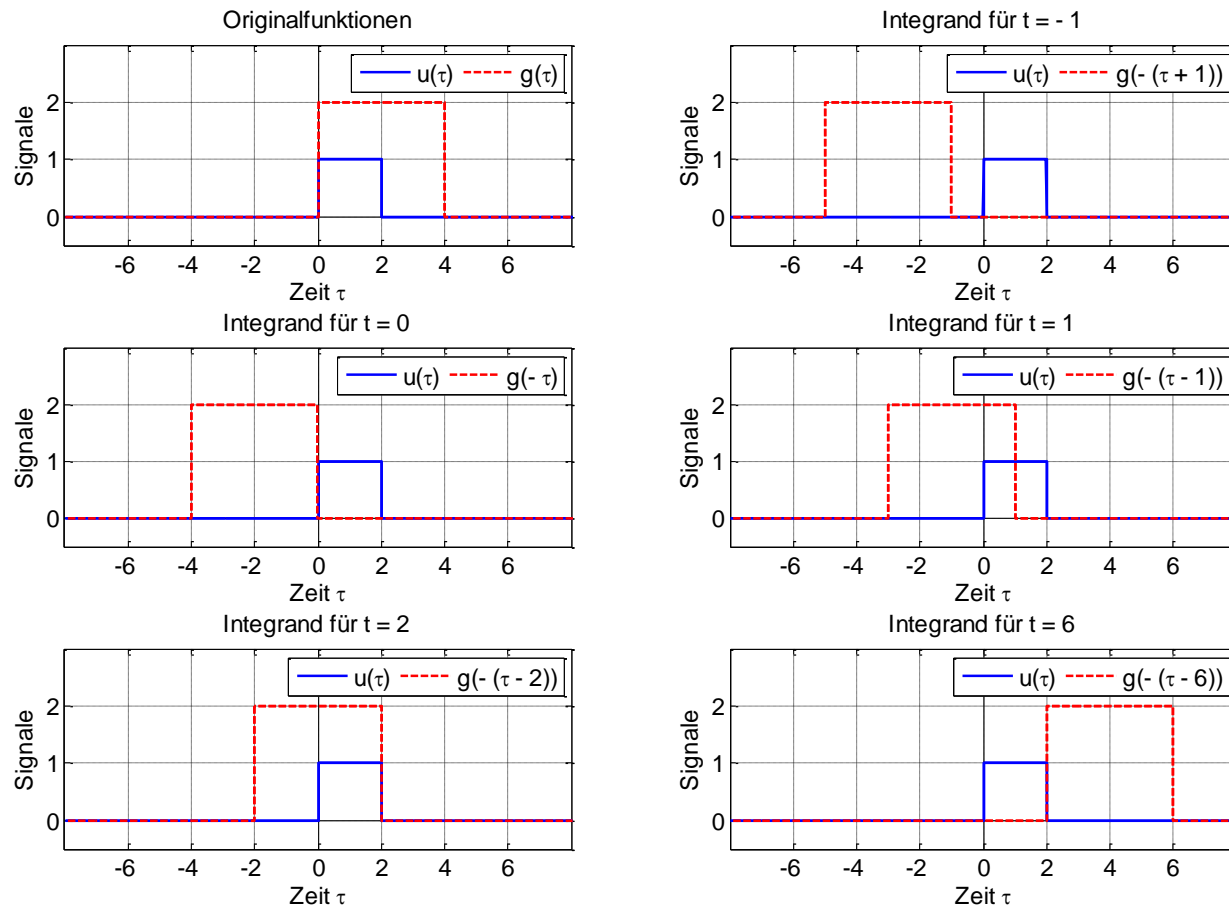 Originalfunktionen
u(τ) g(τ)
Signale
2
1
0
-6 -4 -2 0 2 4 6
Zeit τ
Integrand für t = - 1
u(τ) g(- (τ + 1))
Signale
2
1
0
-6 -4 -2 0 2 4 6
Zeit τ
Integrand für t = 0
u(τ) g(- τ)
Signale
2
1
0
-6 -4 -2 0 2 4 6
Zeit τ
Integrand für t = 1
u(τ) g(- (τ - 1))
Signale
2
1
0
-6 -4 -2 0 2 4 6
Zeit τ
Integrand für t = 2
u(τ) g(- (τ - 2))
Signale
2
1
0
-6 -4 -2 0 2 4 6
Zeit τ
Integrand für t = 6
u(τ) g(- (τ - 6))
Signale
2
1
0
-6 -4 -2 0 2 4 6
Zeit τ